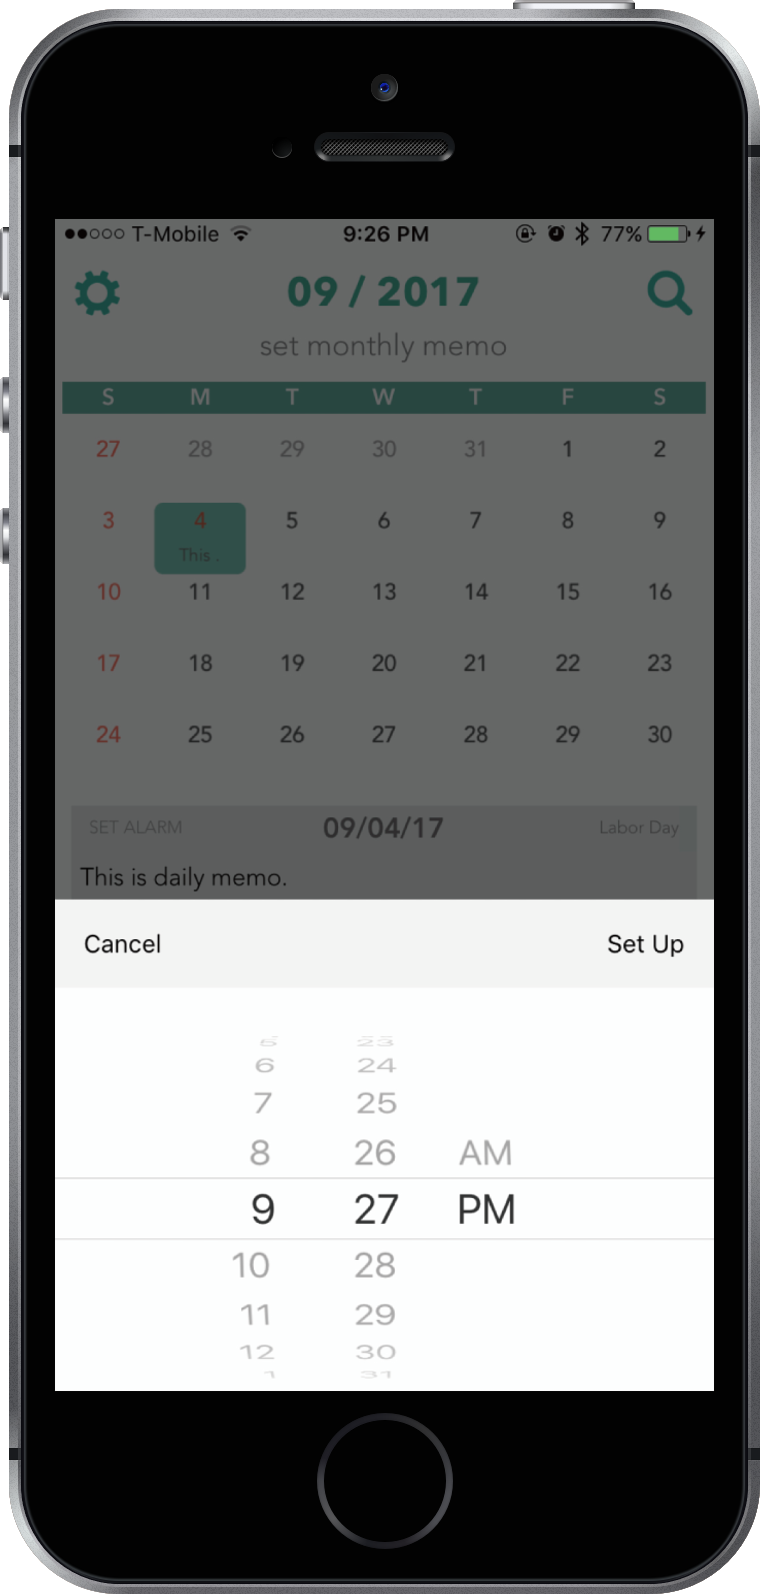 T-Mobile 9:26 PM 77%
09 / 2017
set monthly memo
S M T W T F S
27 28 29 30 31 1 2
3 4 5 6 7 8 9
This .
10 11 12 13 14 15 16
17 18 19 20 21 22 23
24 25 26 27 28 29 30
SET ALARM 09/04/17 Labor Day
This is daily memo.
Cancel Set Up
5 23
6 24
7 25
8 26 AM
9 27 PM
10 28
11 29
12 30
1 31